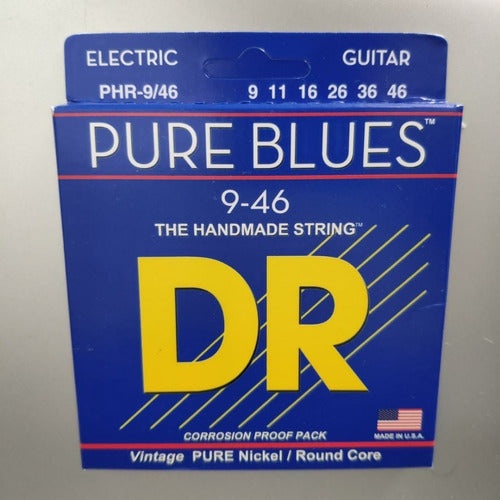 ELECTRIC GUITAR
PHR-9/46 9 11 16 26 36 46
PURE BLUES™
9-46
THE HANDMADE STRING™
DR
MADE IN U.S.A.
CORROSION PROOF PACK
Vintage PURE Nickel / Round Core